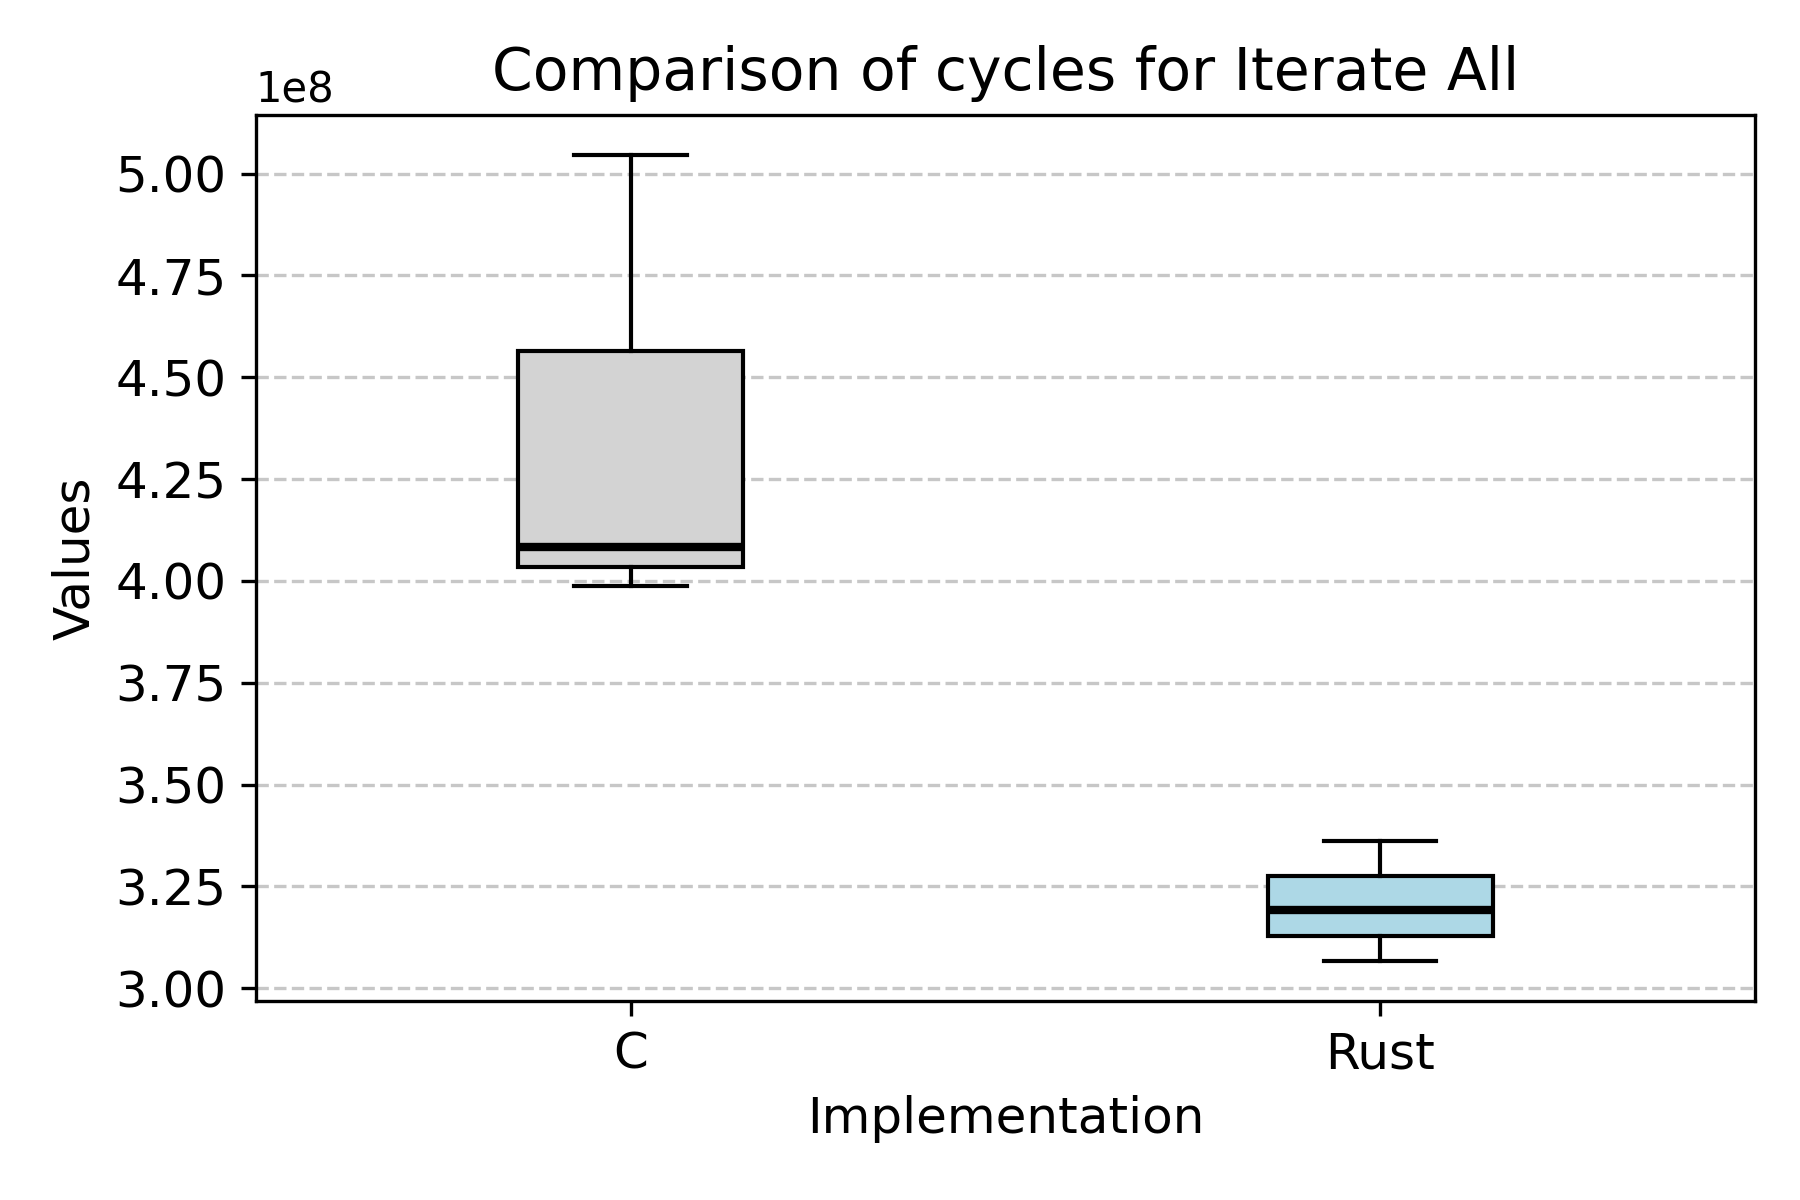 Comparison of cycles for Iterate All
1e8
5.00
4.75
4.50
4.25
4.00
3.75
3.50
3.25
3.00
Values
C
Rust
Implementation